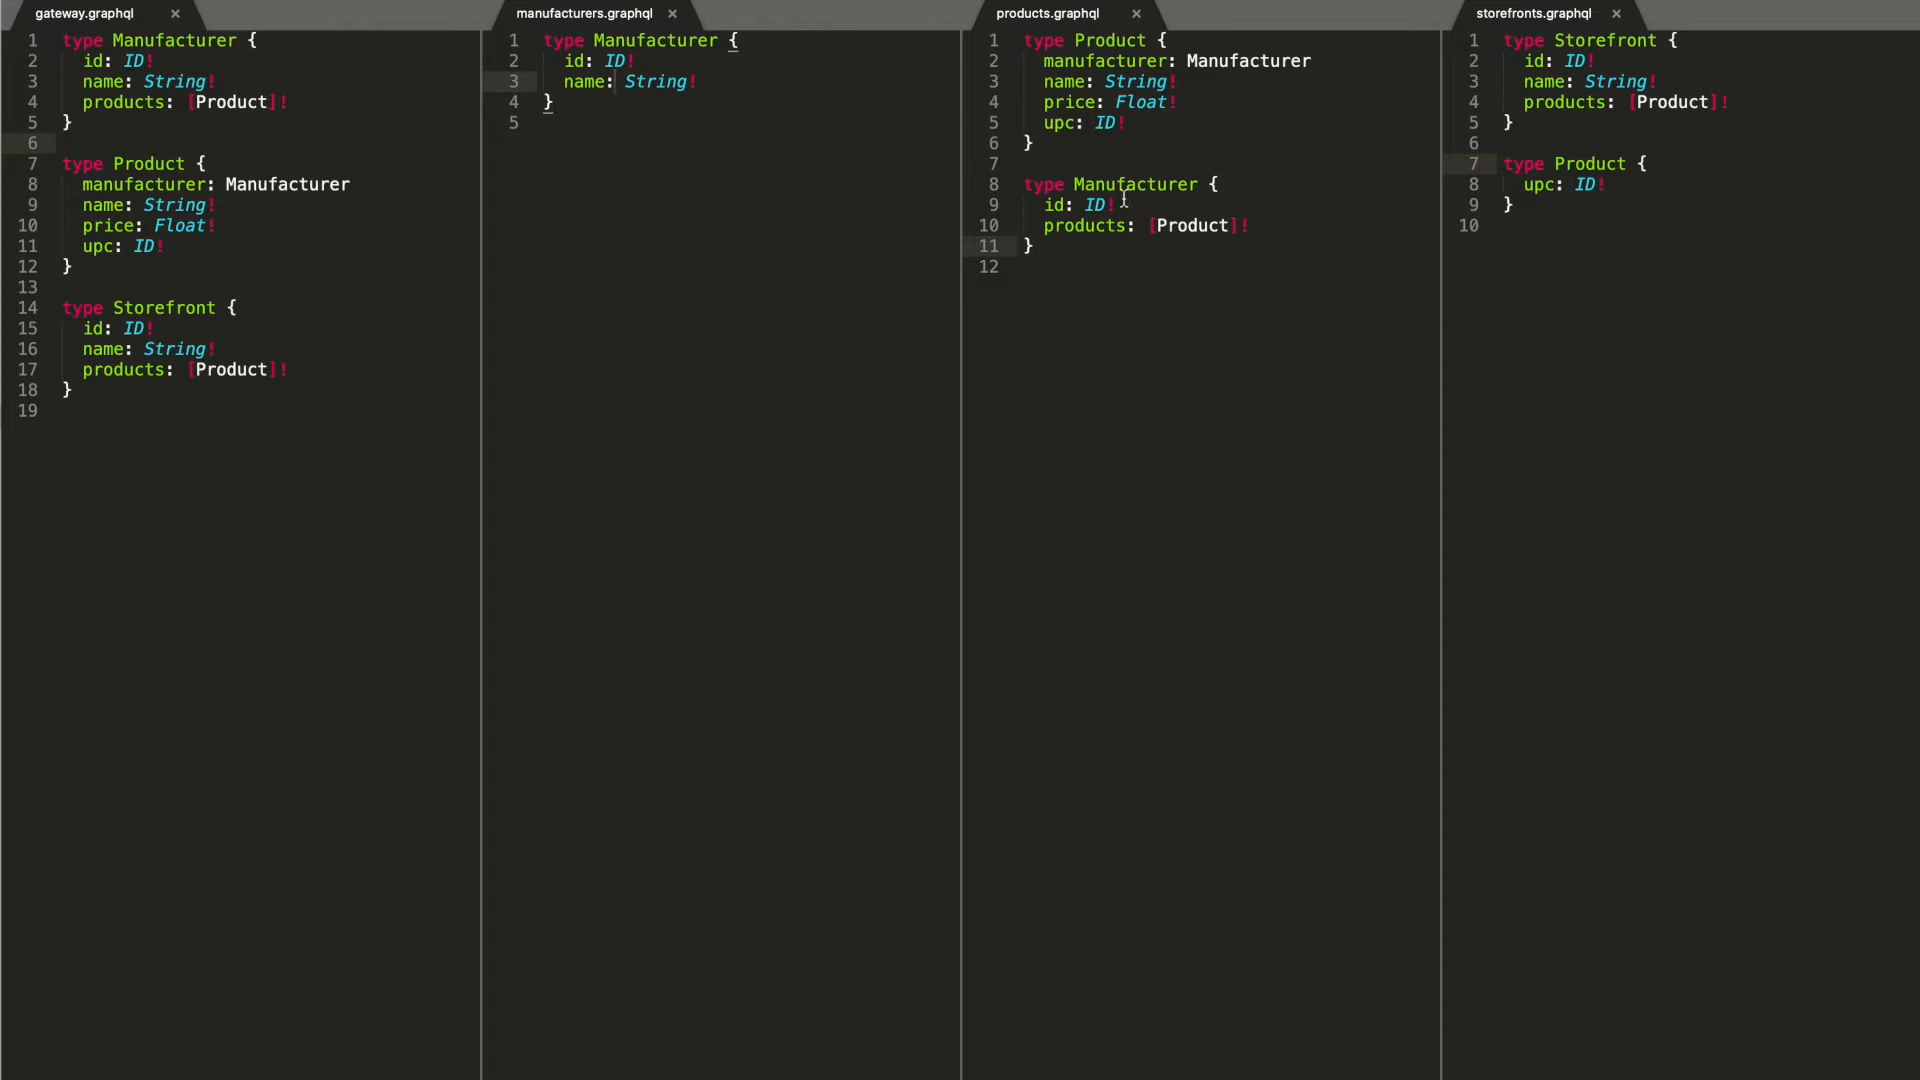 gateway.graphql ×
1 type Manufacturer {
2 id: ID!
3 name: String!
4 products: [Product]!
5 }
6
7 type Product {
8 manufacturer: Manufacturer
9 name: String!
10 price: Float!
11 upc: ID!
12 }
13
14 type Storefront {
15 id: ID!
16 name: String!
17 products: [Product]!
18 }
19
manufacturers.graphql ×
1 type Manufacturer {
2 id: ID!
3 name: String!
4 }
5
products.graphql ×
1 type Product {
2 manufacturer: Manufacturer
3 name: String!
4 price: Float!
5 upc: ID!
6 }
7
8 type Manufacturer {
9 id: ID!
10 products: [Product]!
11 }
12
storefronts.graphql ×
1 type Storefront {
2 id: ID!
3 name: String!
4 products: [Product]!
5 }
6
7 type Product {
8 upc: ID!
9 }
10